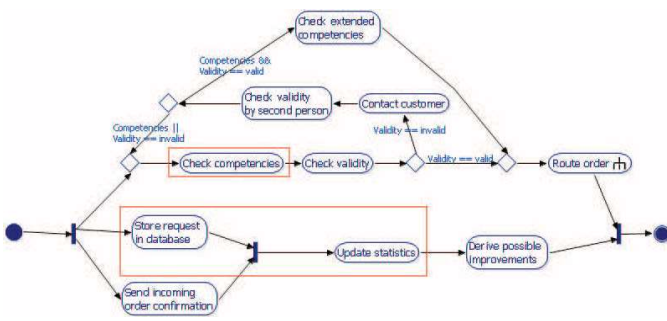 Check extended
competencies
Competencies &&
Validity == valid
Check validity
by second person
Contact customer
Competencies ||
Validity == invalid
Validity == invalid
Check competencies
Check validity
Validity == valid
Route order
Store request
in database
Update statistics
Derive possible
improvements
Send incoming
order confirmation